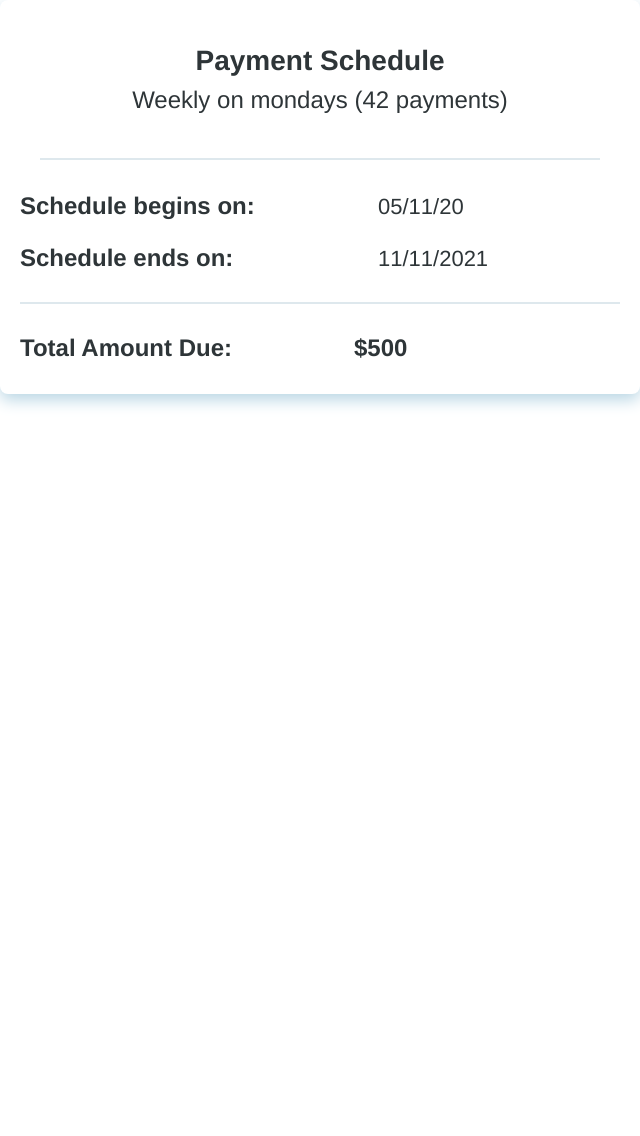 Payment Schedule
Weekly on mondays (42 payments)
Schedule begins on: 05/11/20
Schedule ends on: 11/11/2021
Total Amount Due: $500